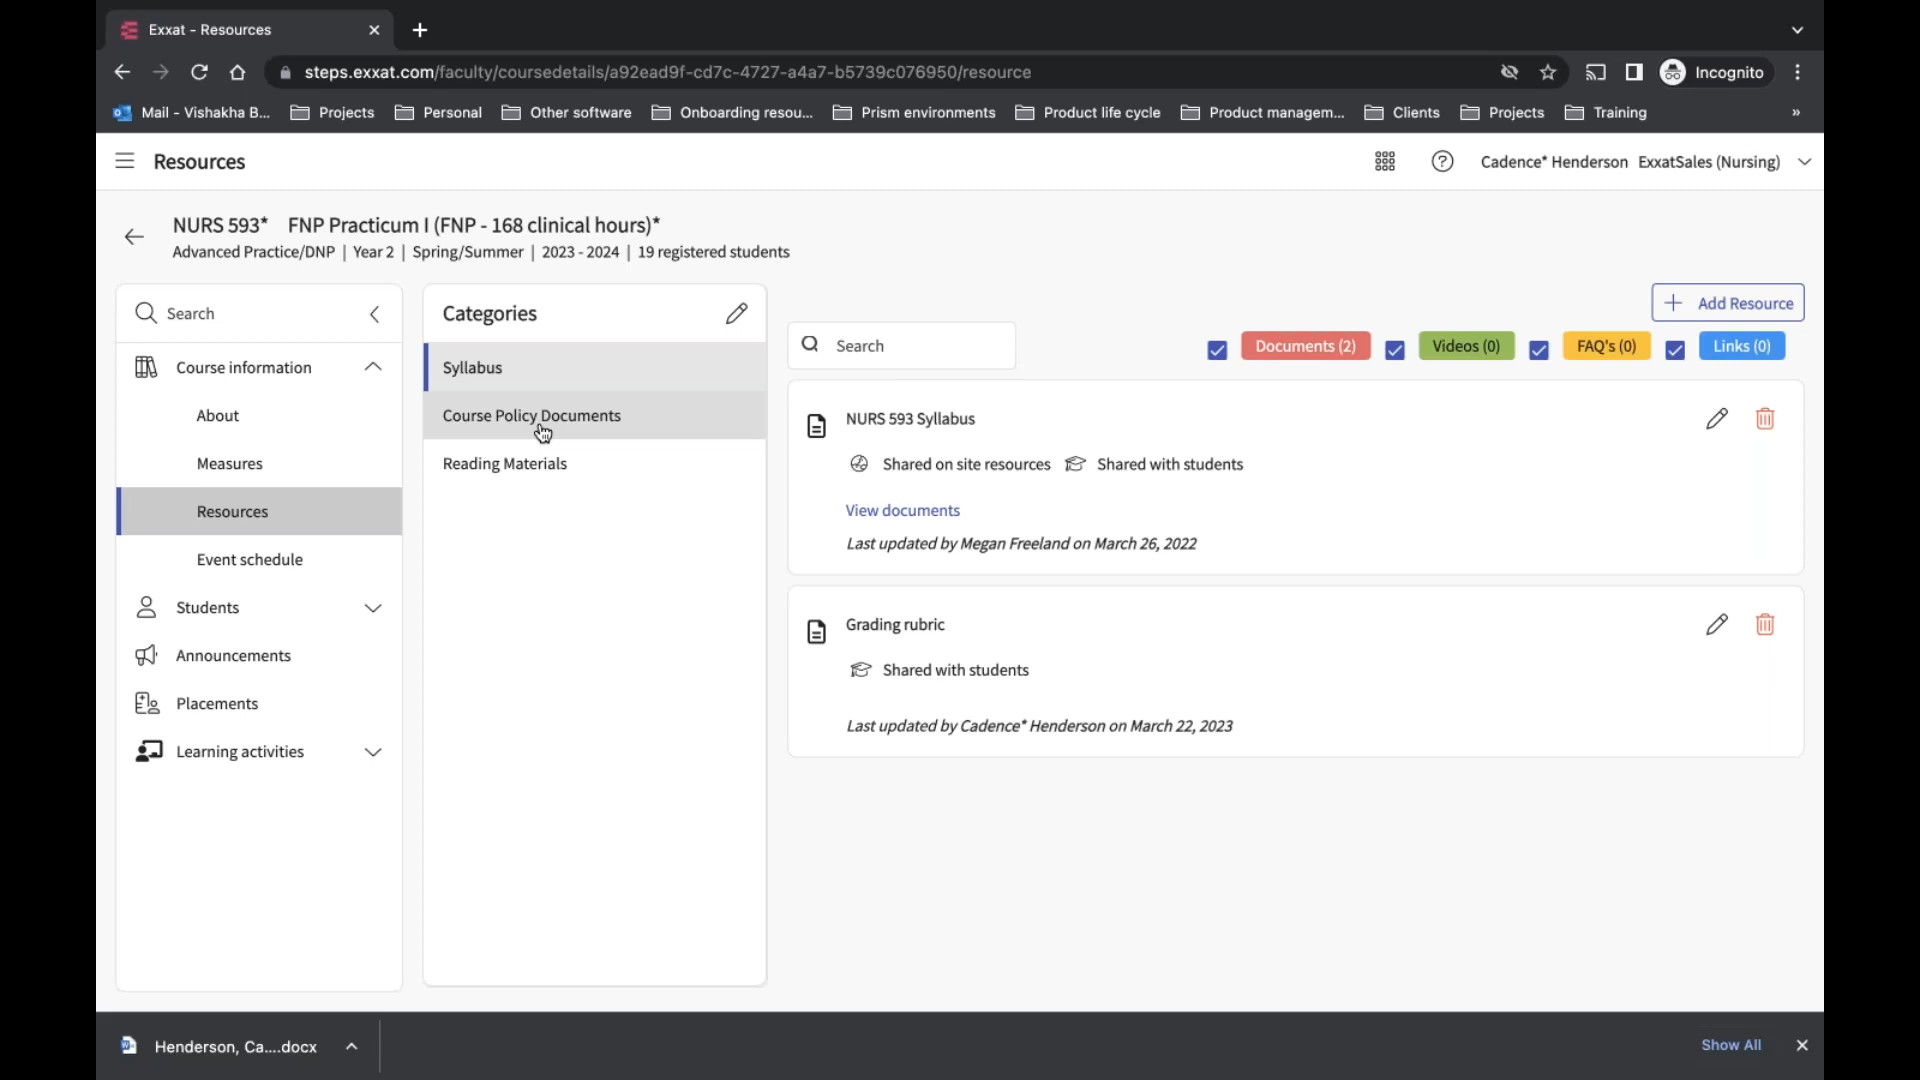 Exxat - Resources
steps.exxat.com/faculty/coursedetails/a92ead9f-cd7c-4727-a4a7-b5739c076950/resource
Incognito
Mail - Vishakha B...
Projects
Personal
Other software
Onboarding resou...
Prism environments
Product life cycle
Product managem...
Clients
Projects
Training
»
Resources
Cadence* Henderson ExxatSales (Nursing)
NURS 593* FNP Practicum I (FNP - 168 clinical hours)*
Advanced Practice/DNP | Year 2 | Spring/Summer | 2023 - 2024 | 19 registered students
Search
Course information
About
Measures
Resources
Event schedule
Students
Announcements
Placements
Learning activities
Categories
Syllabus
Course Policy Documents
Reading Materials
+ Add Resource
Search
Documents (2)
Videos (0)
FAQ's (0)
Links (0)
NURS 593 Syllabus
Shared on site resources
Shared with students
View documents
Last updated by Megan Freeland on March 26, 2022
Grading rubric
Shared with students
Last updated by Cadence* Henderson on March 22, 2023
Henderson, Ca....docx
Show All